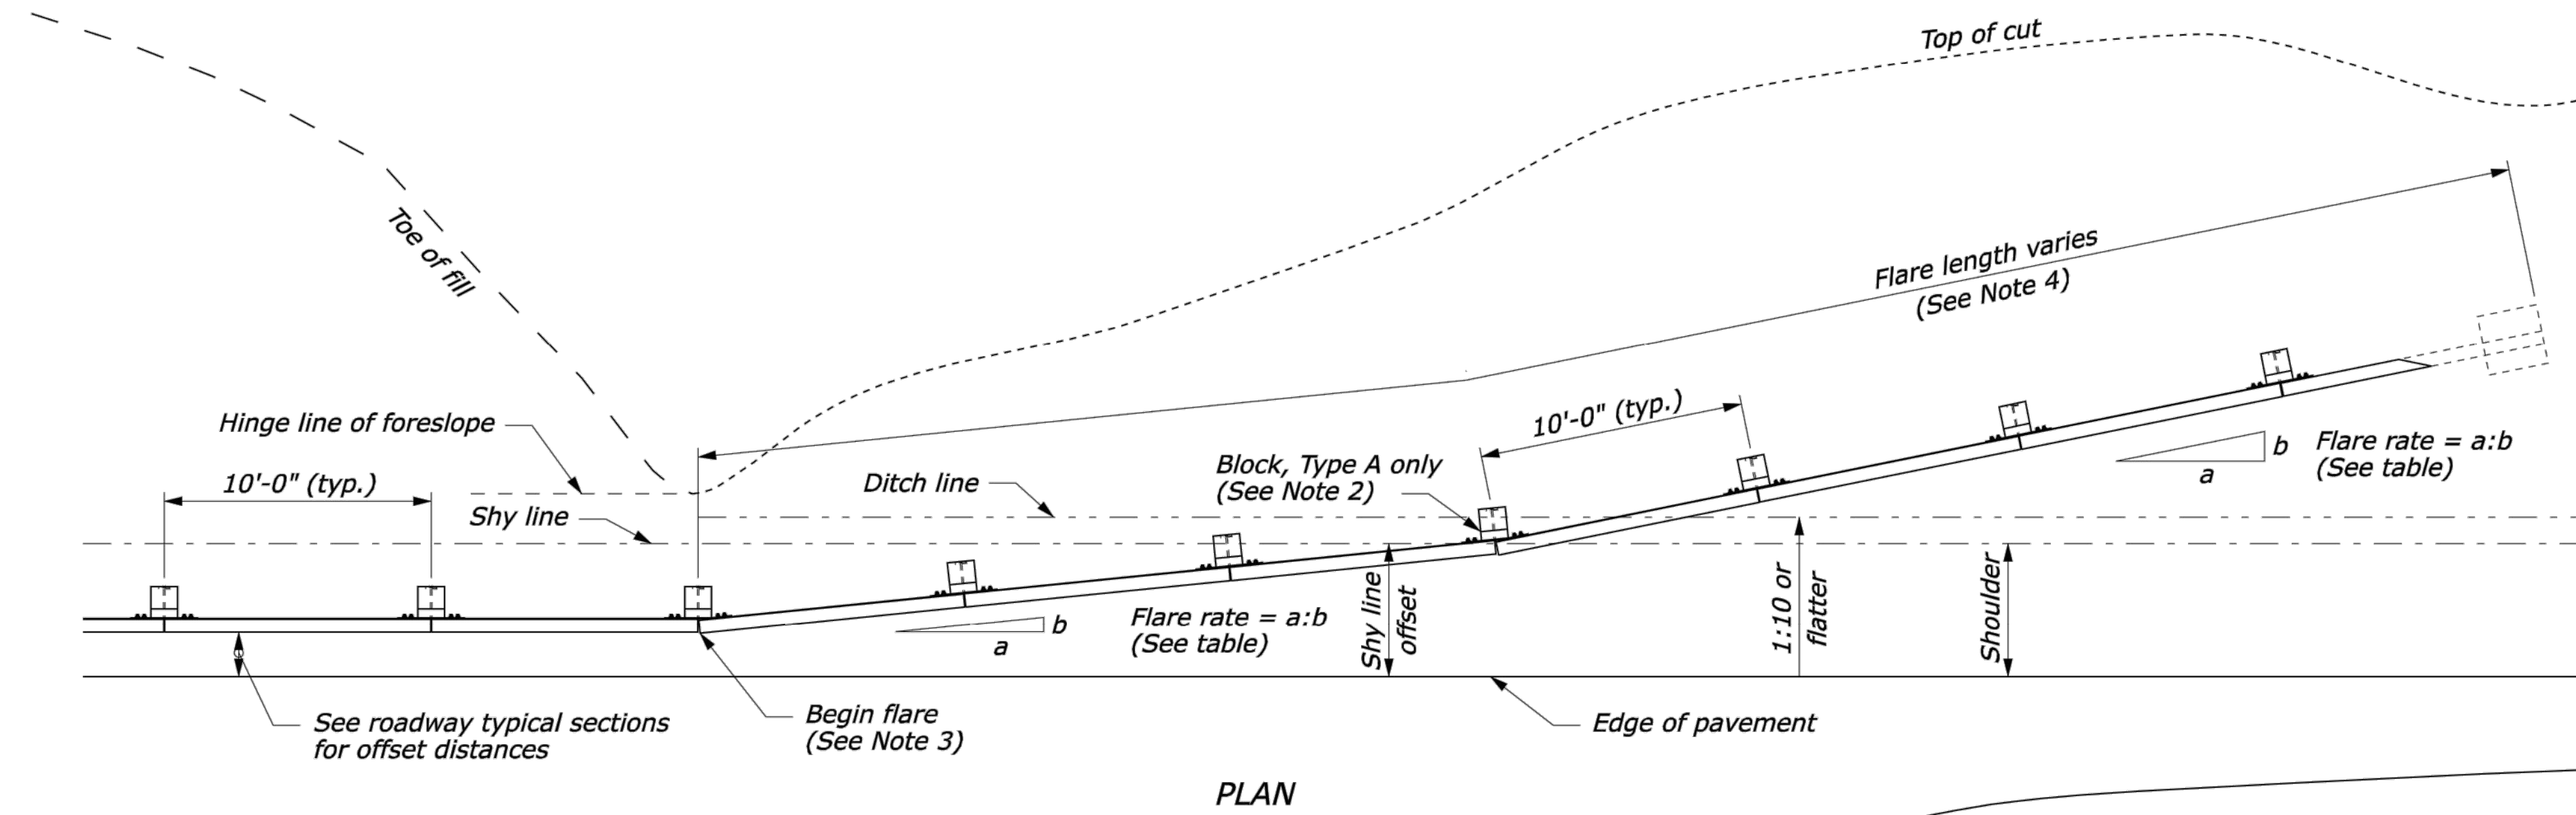 Top of cut
Toe of fill
Flare length varies
(See Note 4)
Hinge line of foreslope
10'-0" (typ.)
Shy line
Ditch line
Block, Type A only
(See Note 2)
10'-0" (typ.)
b
a
Flare rate = a:b
(See table)
b
a
Flare rate = a:b
(See table)
Shy line
offset
1:10 or
flatter
Shoulder
See roadway typical sections
for offset distances
Begin flare
(See Note 3)
Edge of pavement
PLAN